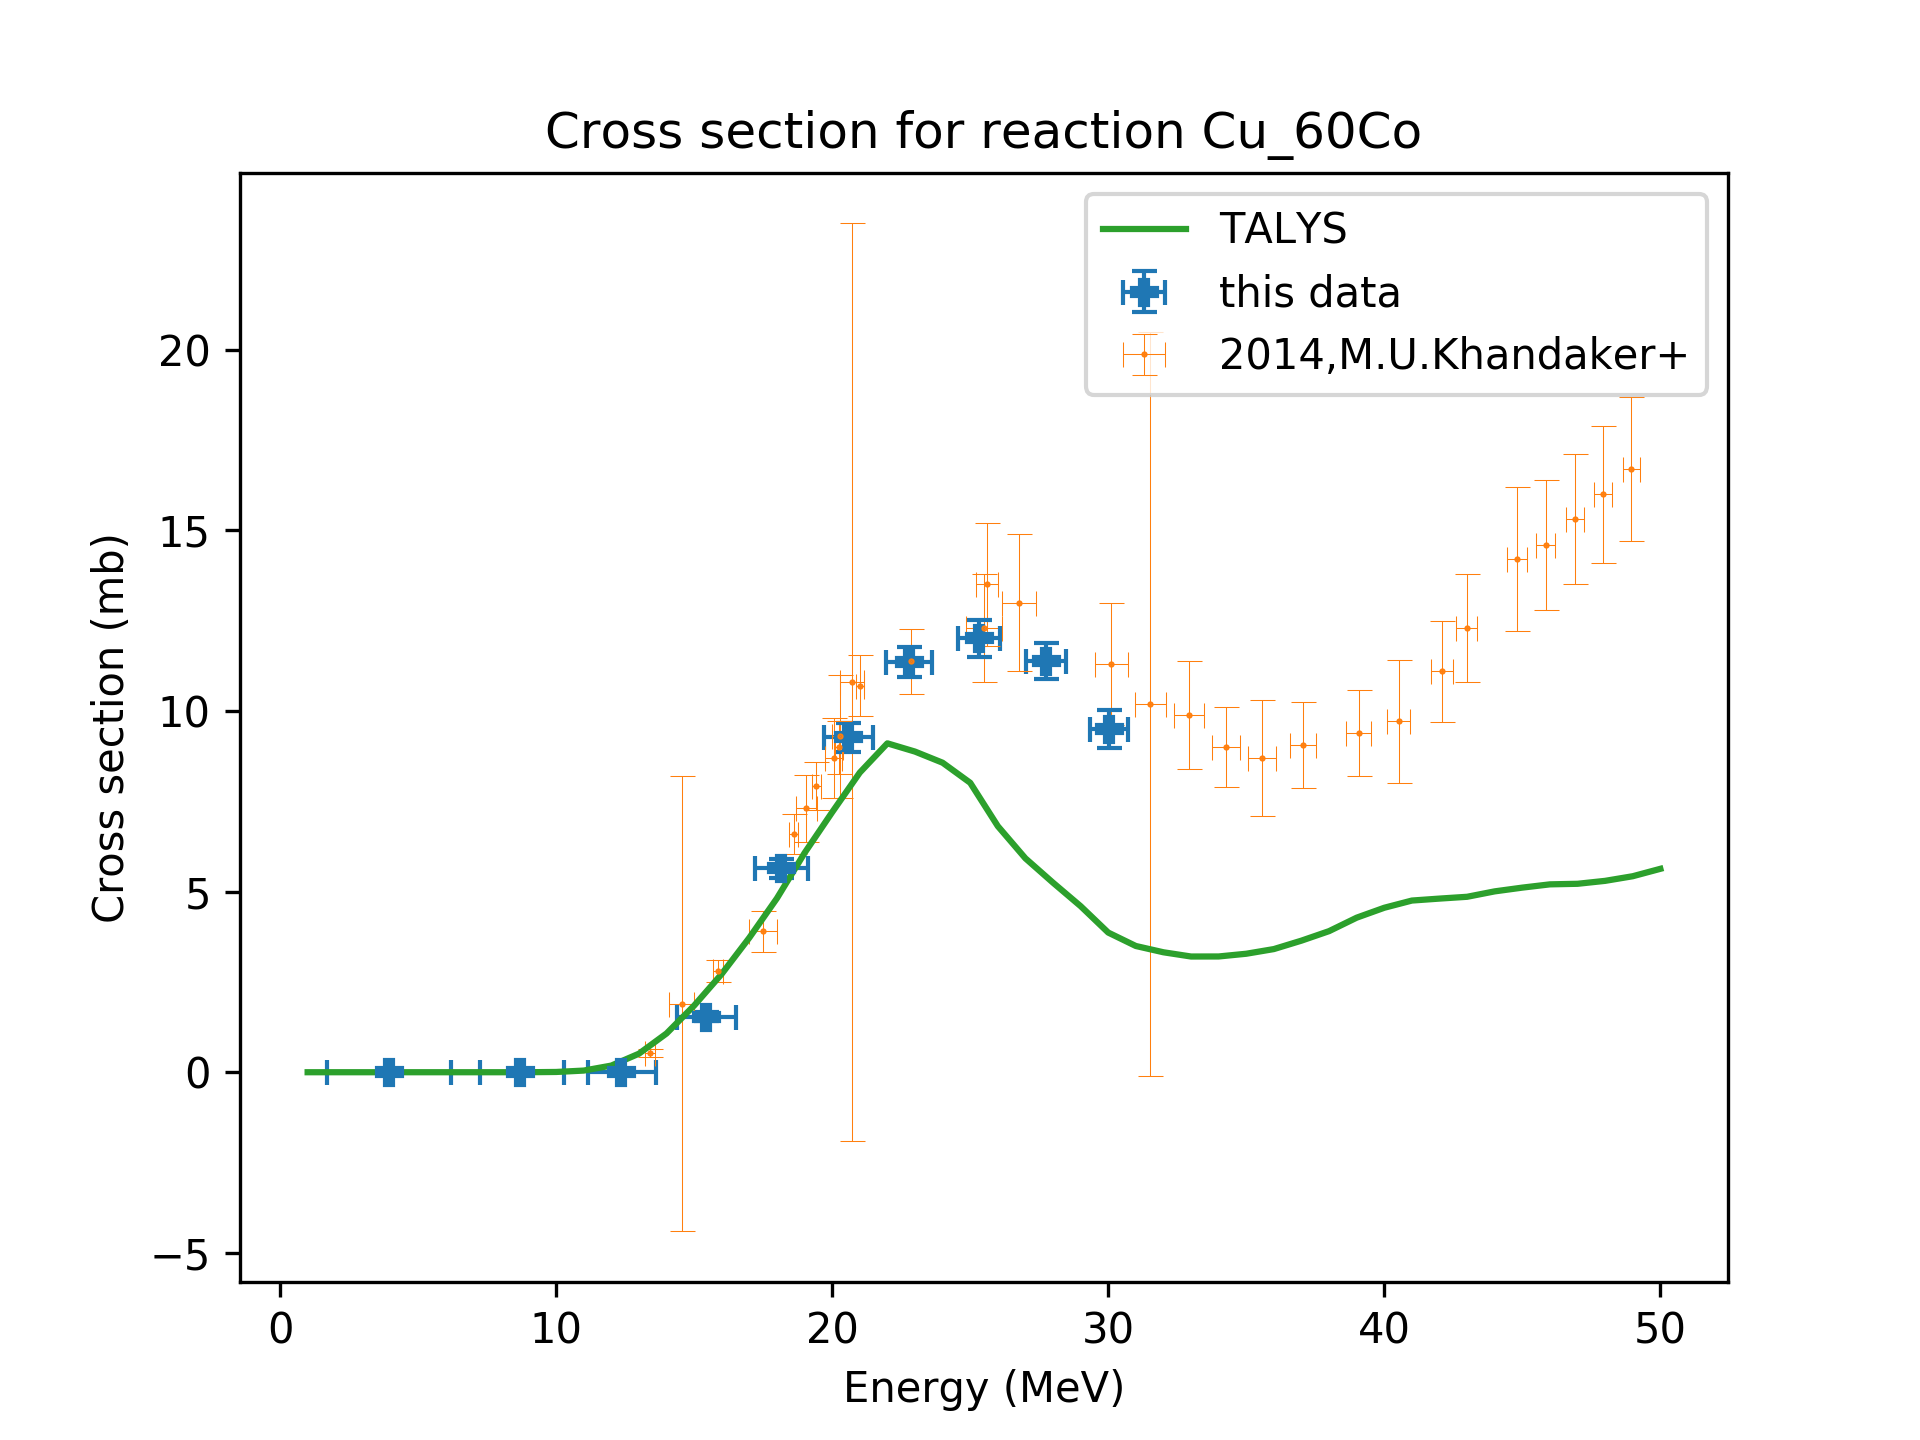 Cross section for reaction Cu_60Co
TALYS
this data
2014,M.U.Khandaker+
20
15
10
5
0
−5
Cross section (mb)
0 10 20 30 40 50
Energy (MeV)